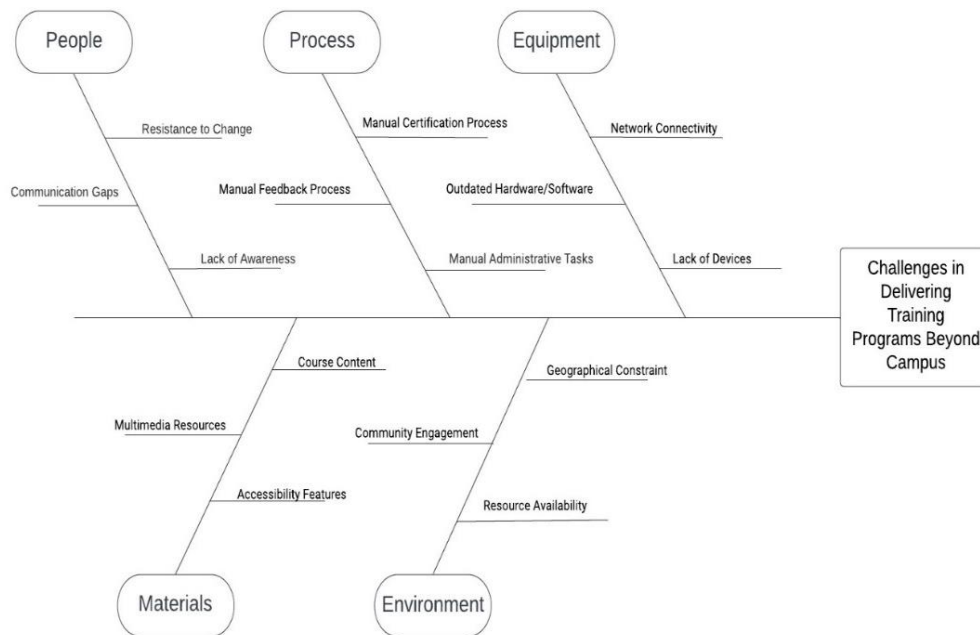 People
Process
Equipment
Resistance to Change
Manual Certification Process
Network Connectivity
Communication Gaps
Manual Feedback Process
Outdated Hardware/Software
Lack of Awareness
Manual Administrative Tasks
Lack of Devices
Challenges in
Delivering
Training
Programs Beyond
Campus
Course Content
Geographical Constraint
Multimedia Resources
Community Engagement
Accessibility Features
Resource Availability
Materials
Environment